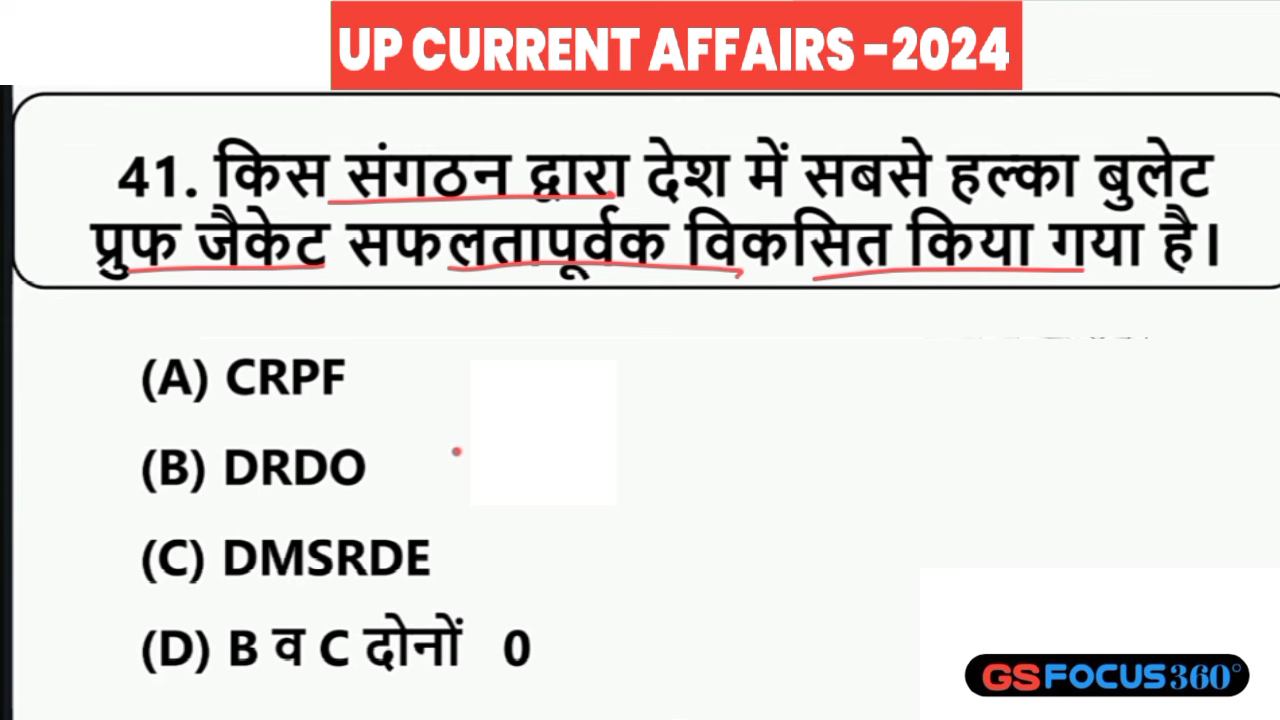 UP CURRENT AFFAIRS -2024
41. किस संगठन द्वारा देश में सबसे हल्का बुलेट
प्रुफ जैकेट सफलतापूर्वक विकसित किया गया है।
(A) CRPF
(B) DRDO
(C) DMSRDE
(D) B व C दोनों 0
GSFOCUS360°